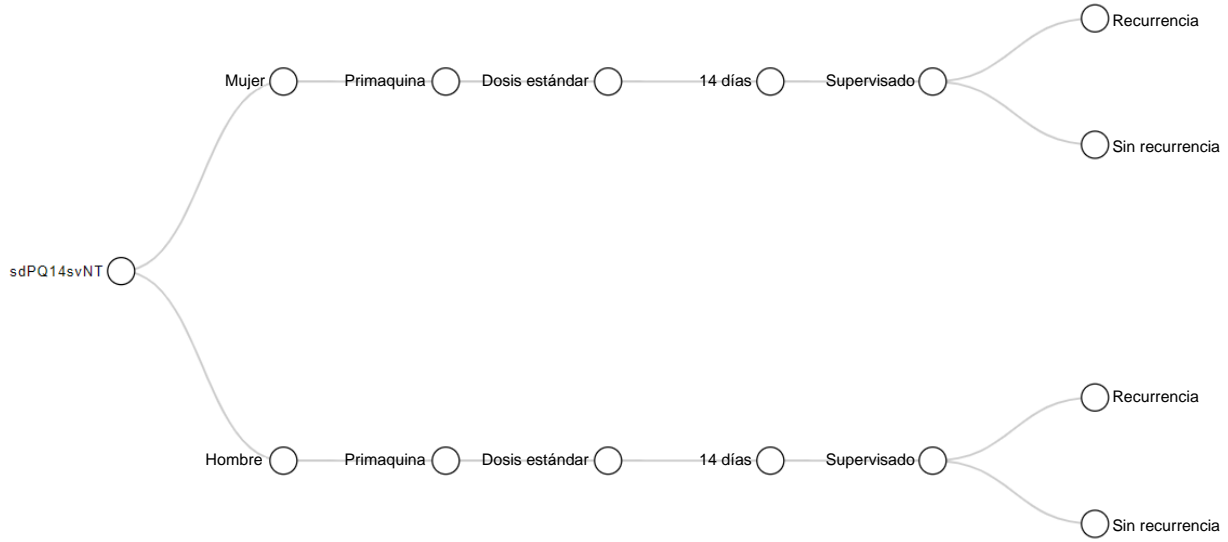 Recurrencia
Mujer Primaquina Dosis estándar 14 días Supervisado
Sin recurrencia
sdPQ14svNT
Recurrencia
Hombre Primaquina Dosis estándar 14 días Supervisado
Sin recurrencia